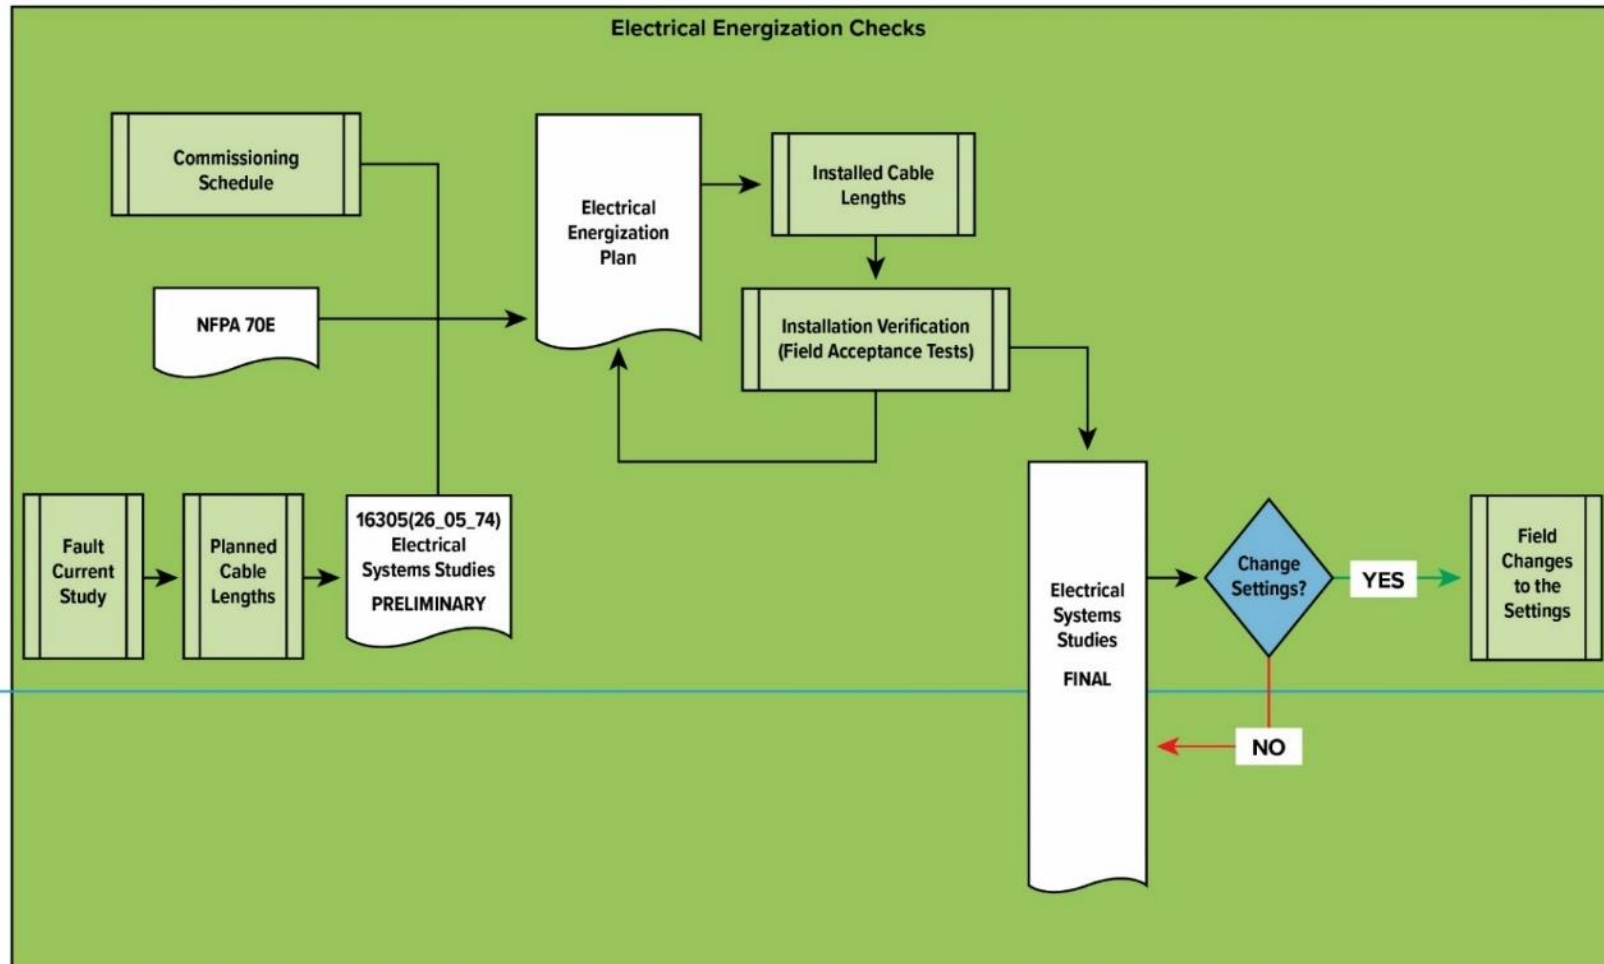 Electrical Energization Checks
Commissioning
Schedule
Electrical
Energization
Plan
Installed Cable
Lengths
NFPA 70E
Installation Verification
(Field Acceptance Tests)
Fault
Current
Study
Planned
Cable
Lengths
16305(26_05_74)
Electrical
Systems Studies
PRELIMINARY
Electrical
Systems
Studies
FINAL
Change
Settings?
YES
NO
Field
Changes
to the
Settings